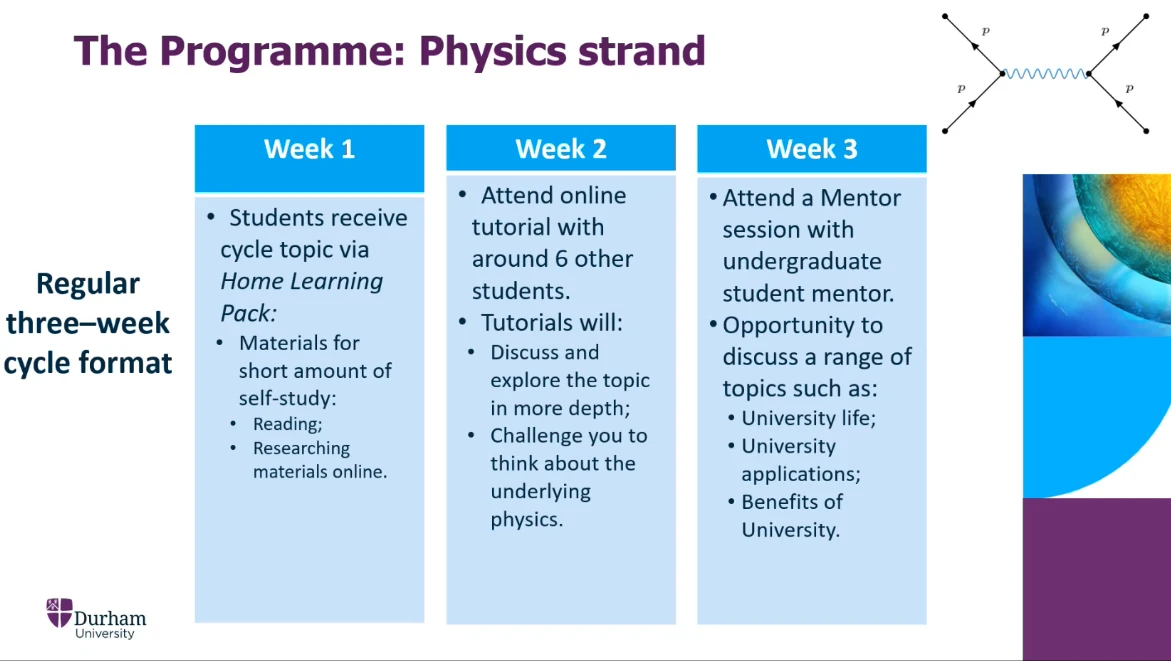 The Programme: Physics strand
p
p
p
p
Regular
three–week
cycle format
Week 1
• Students receive
cycle topic via
Home Learning
Pack:
• Materials for
short amount of
self-study:
• Reading;
• Researching
materials online.
Week 2
• Attend online
tutorial with
around 6 other
students.
• Tutorials will:
• Discuss and
explore the topic
in more depth;
• Challenge you to
think about the
underlying
physics.
Week 3
• Attend a Mentor
session with
undergraduate
student mentor.
• Opportunity to
discuss a range of
topics such as:
• University life;
• University
applications;
• Benefits of
University.
Durham
University